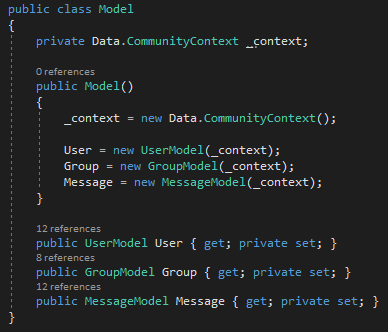 public class Model
{
private Data.CommunityContext _context;
0 references
public Model()
{
_context = new Data.CommunityContext();
User = new UserModel(_context);
Group = new GroupModel(_context);
Message = new MessageModel(_context);
}
12 references
public UserModel User { get; private set; }
8 references
public GroupModel Group { get; private set; }
12 references
public MessageModel Message { get; private set; }
}